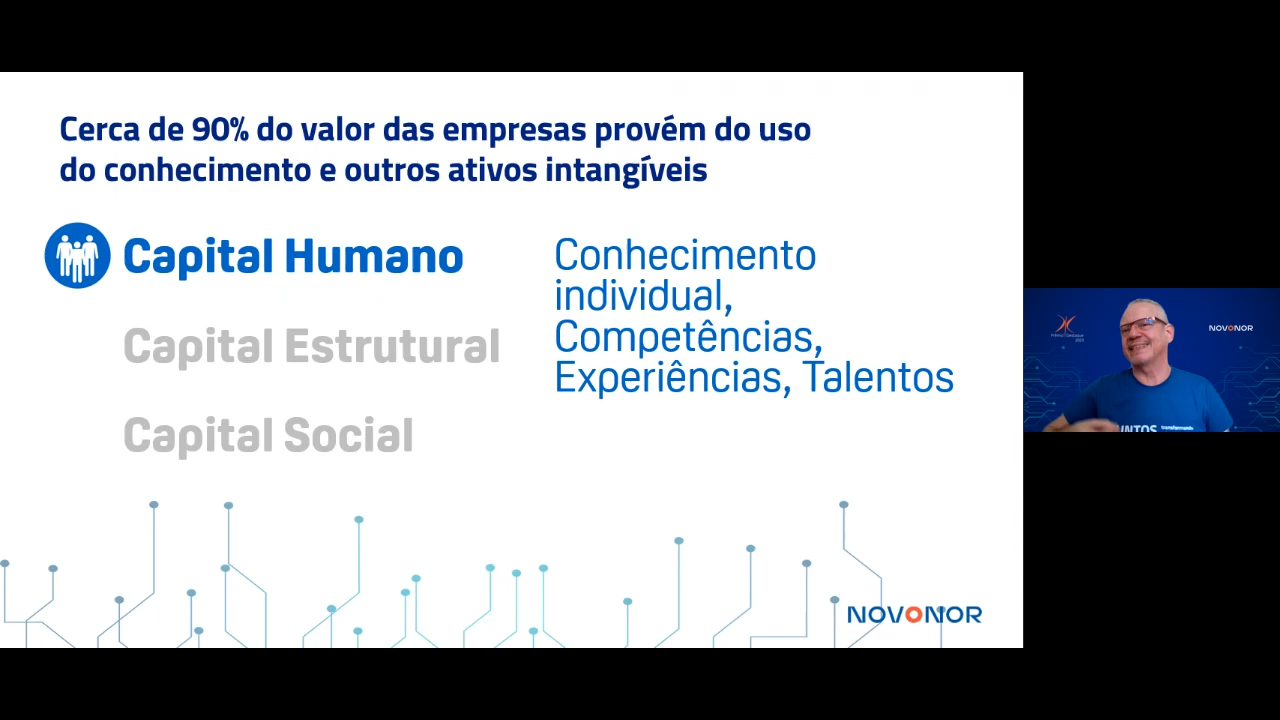 Cerca de 90% do valor das empresas provém do uso
do conhecimento e outros ativos intangíveis
Capital Humano
Conhecimento
individual,
Competências,
Experiências, Talentos
Capital Estrutural
Capital Social
NOVONOR
NOVONOR
transformando